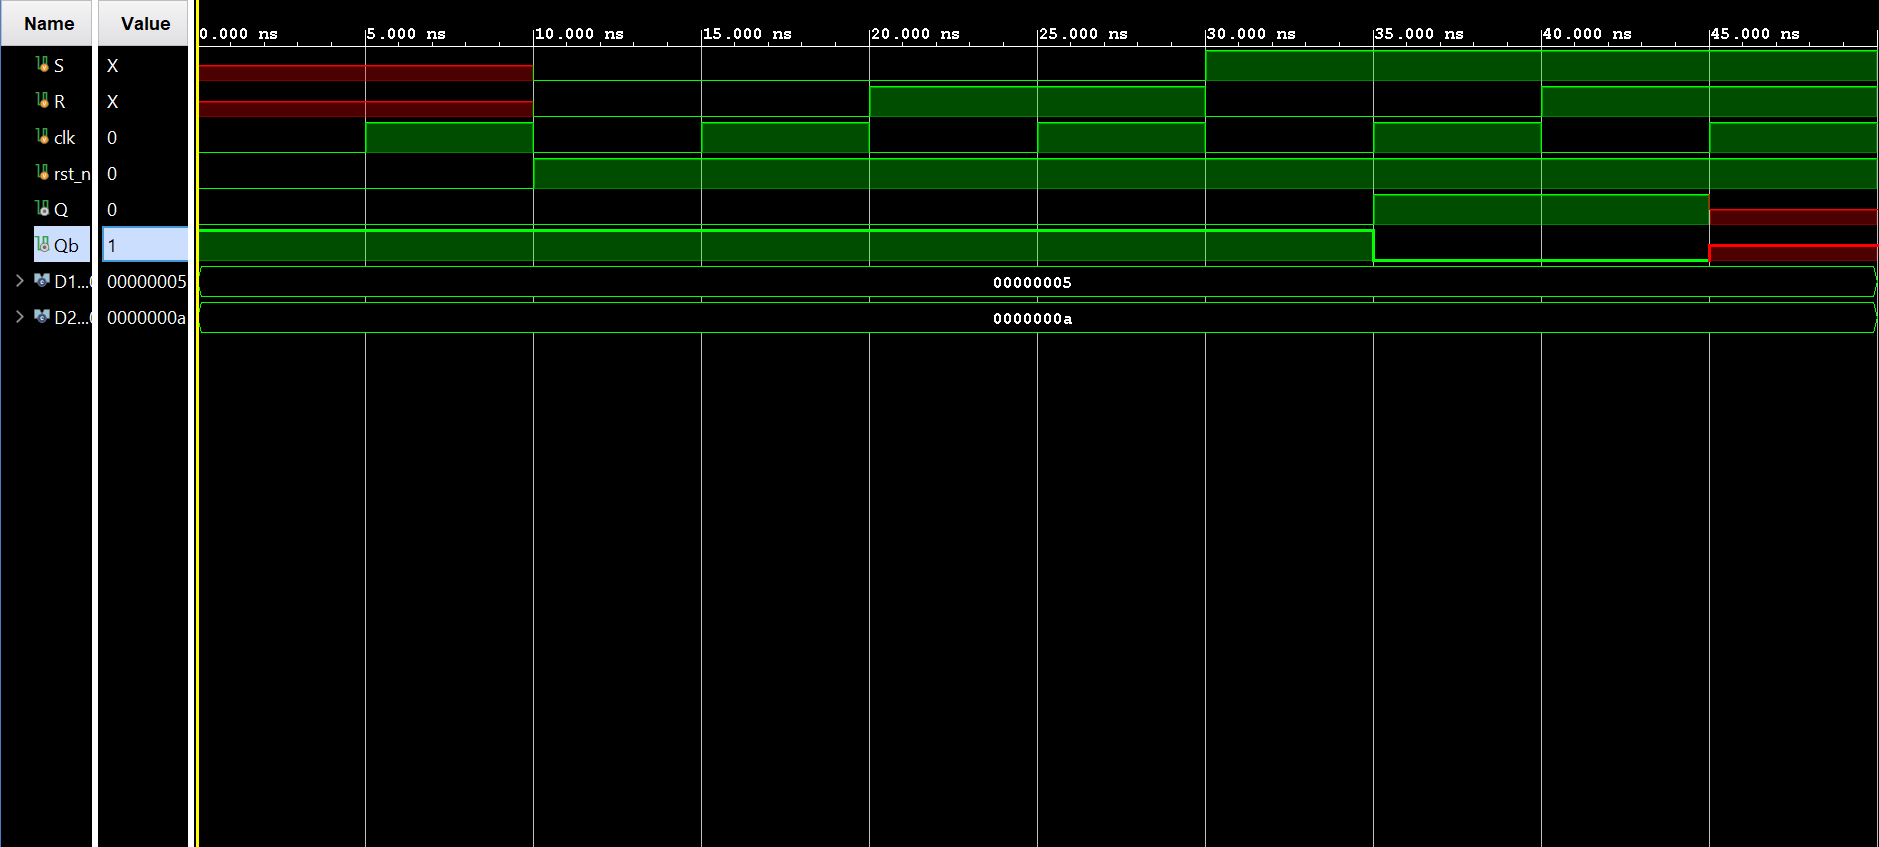 Name Value
0.000 ns 5.000 ns 10.000 ns 15.000 ns 20.000 ns 25.000 ns 30.000 ns 35.000 ns 40.000 ns 45.000 ns
S X
R X
clk 0
rst_n 0
Q 0
Qb 1
D1...( 00000005 00000005
D2...( 0000000a 0000000a